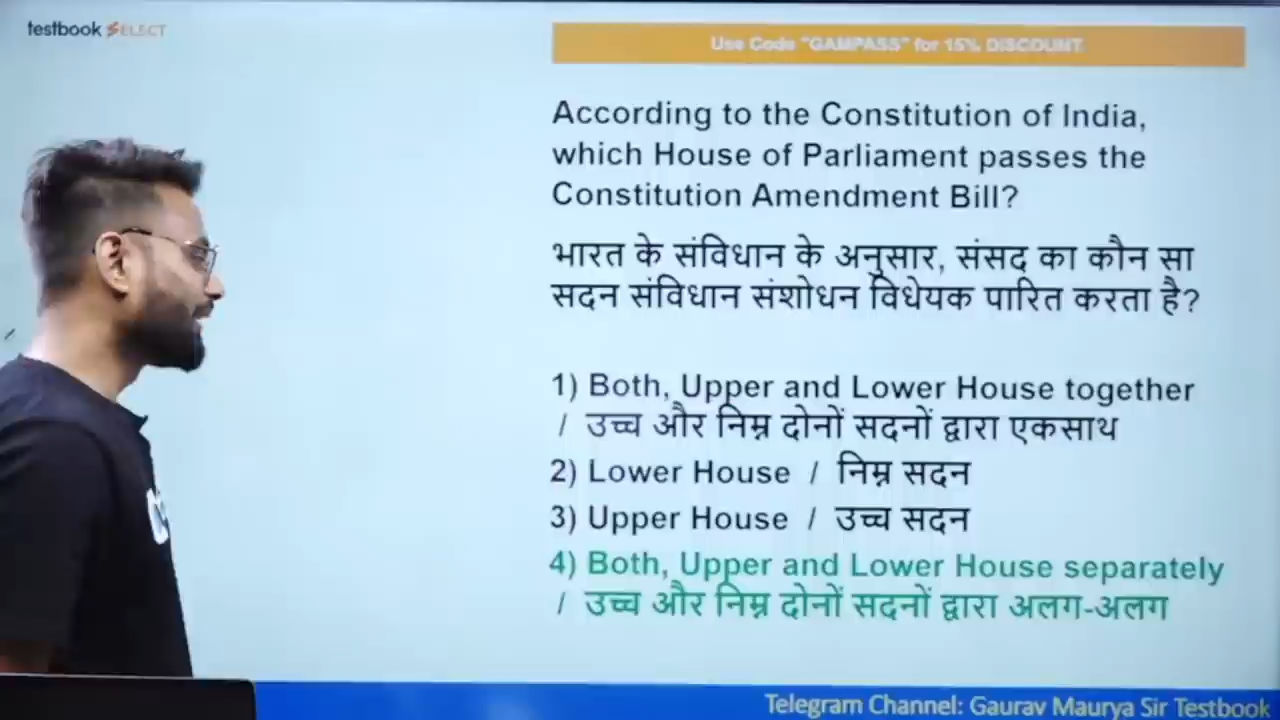 testbook SELECT
Use Code "GAMPASS" for 15% DISCOUNT
According to the Constitution of India,
which House of Parliament passes the
Constitution Amendment Bill?
भारत के संविधान के अनुसार, संसद का कौन सा
सदन संविधान संशोधन विधेयक पारित करता है?
1) Both, Upper and Lower House together
/ उच्च और निम्न दोनों सदनों द्वारा एकसाथ
2) Lower House / निम्न सदन
3) Upper House / उच्च सदन
4) Both, Upper and Lower House separately
/ उच्च और निम्न दोनों सदनों द्वारा अलग-अलग
Telegram Channel: Gaurav Maurya Sir Testbook